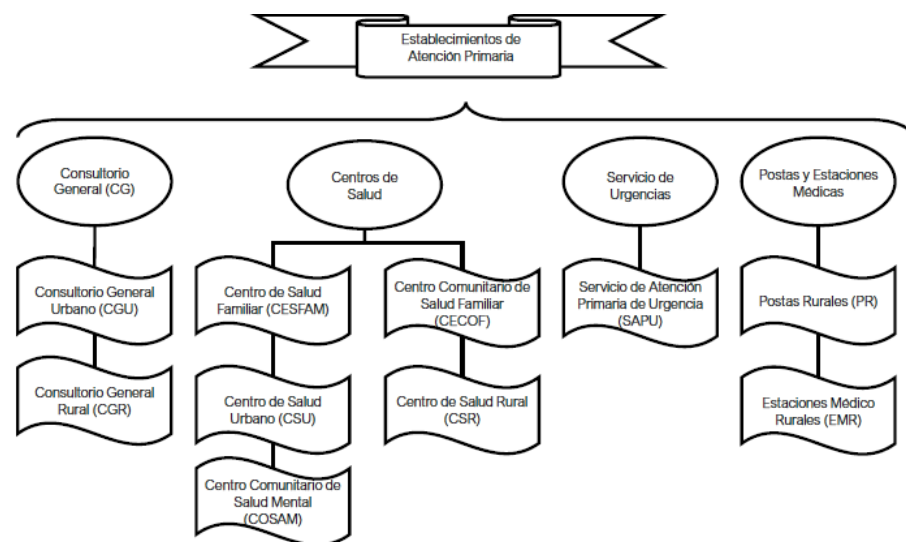 Establecimientos de
Atención Primaria
Consultorio
General (CG)
Centros de
Salud
Servicio de
Urgencias
Postas y Estaciones
Médicas
Consultorio General
Urbano (CGU)
Centro de Salud
Familiar (CESFAM)
Centro Comunitario de
Salud Familiar
(CECOF)
Servicio de Atención
Primaria de Urgencia
(SAPU)
Postas Rurales (PR)
Consultorio General
Rural (CGR)
Centro de Salud
Urbano (CSU)
Centro de Salud Rural
(CSR)
Estaciones Médico
Rurales (EMR)
Centro Comunitario de
Salud Mental
(COSAM)